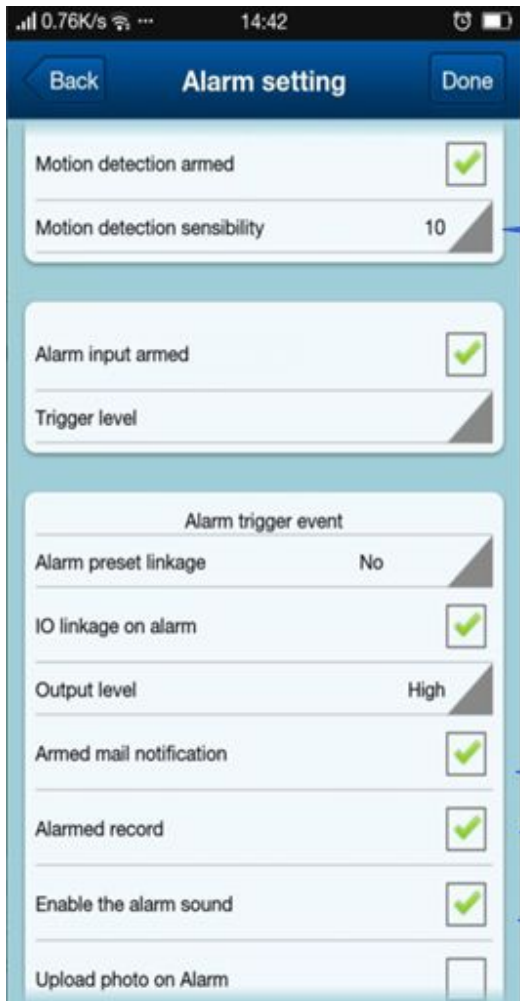 0.76K/s ... 14:42
Back Alarm setting Done
Motion detection armed
Motion detection sensibility 10
Alarm input armed
Trigger level
Alarm trigger event
Alarm preset linkage No
IO linkage on alarm
Output level High
Armed mail notification
Alarmed record
Enable the alarm sound
Upload photo on Alarm